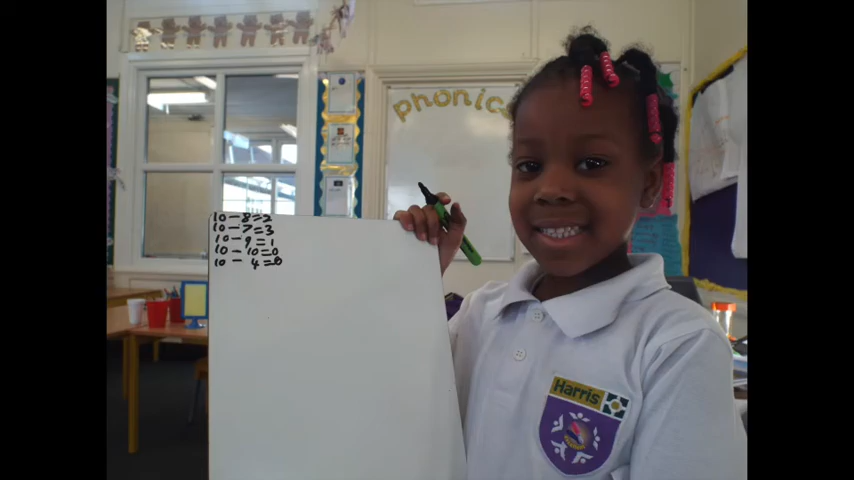 phonics
10 - 8 = 2
10 - 7 = 3
10 - 9 = 1
10 - 10 = 0
10 - 4 = 6
Harris